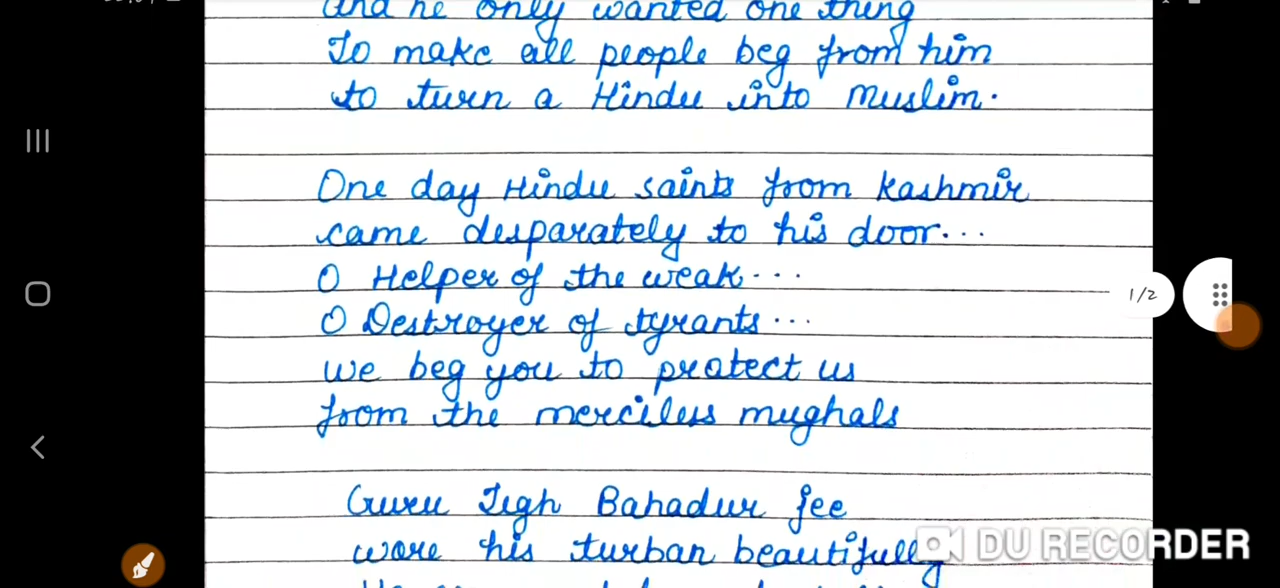 and he only wanted one thing
To make all people beg from him
to turn a Hindu into Muslim.
One day Hindu saints from Kashmir
came desparately to his door...
O Helper of the weak...
1/2
O Destroyer of tyrants...
we beg you to protect us
from the merciless mughals
Guru Tegh Bahadur jee
wore his turban beautifully
DU RECORDER